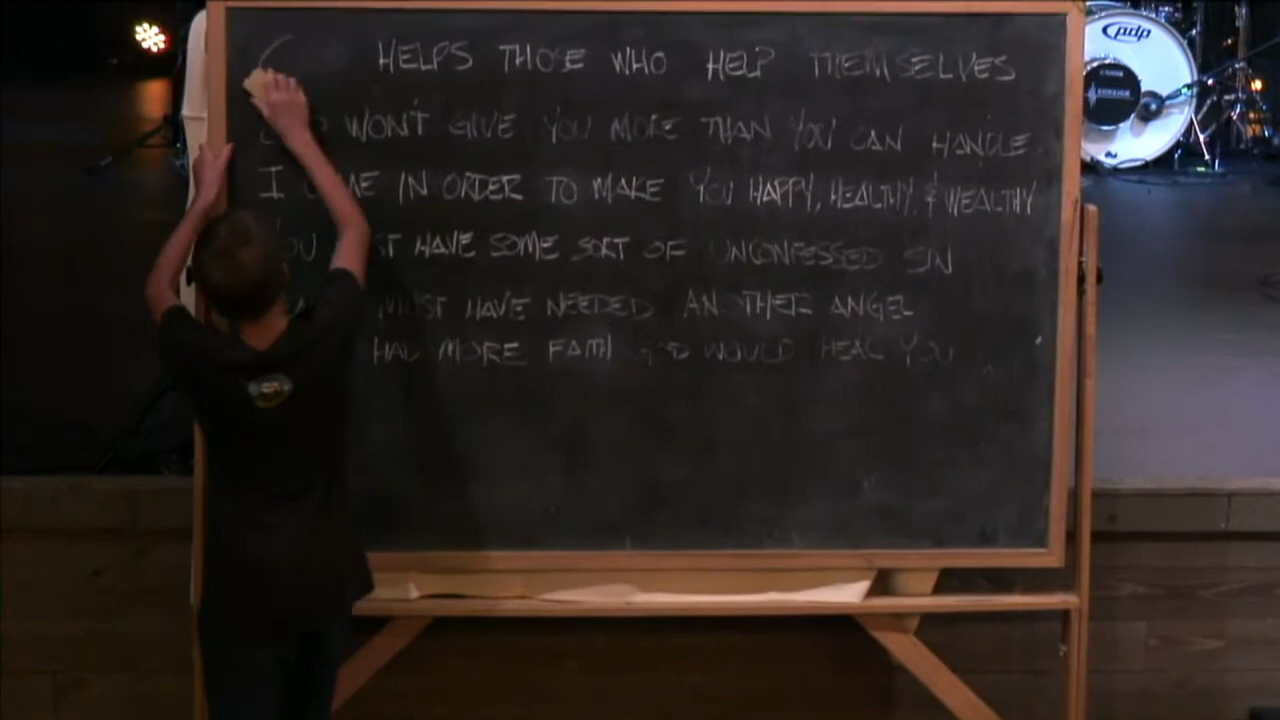 HELPS THOSE WHO HELP THEMSELVES
WON'T GIVE YOU MORE THAN YOU CAN HANDLE
I IN ORDER TO MAKE YOU HAPPY, HEALTHY, & WEALTHY
HAVE SOME SORT OF UNCONFESSED SIN
MUST HAVE NEEDED ANOTHER ANGEL
HAD MORE FAITH GOD WOULD HEAL YOU
pdp